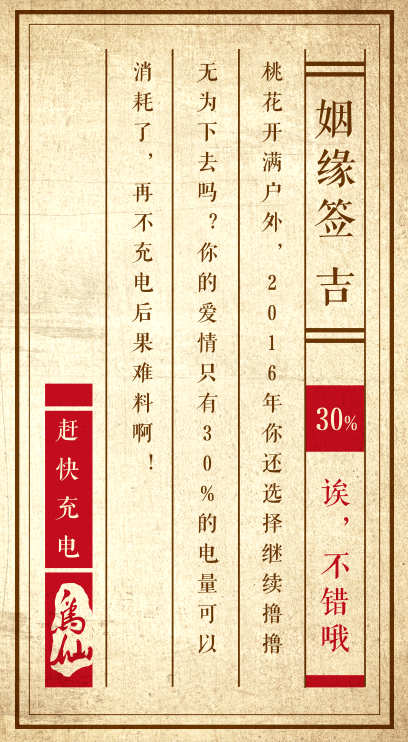 姻缘签 吉
30%
诶，不错哦
桃花开满户外，2016年你还选择继续撸撸
无为下去吗？你的爱情只有30%的电量可以
消耗了，再不充电后果难料啊！
赶快充电